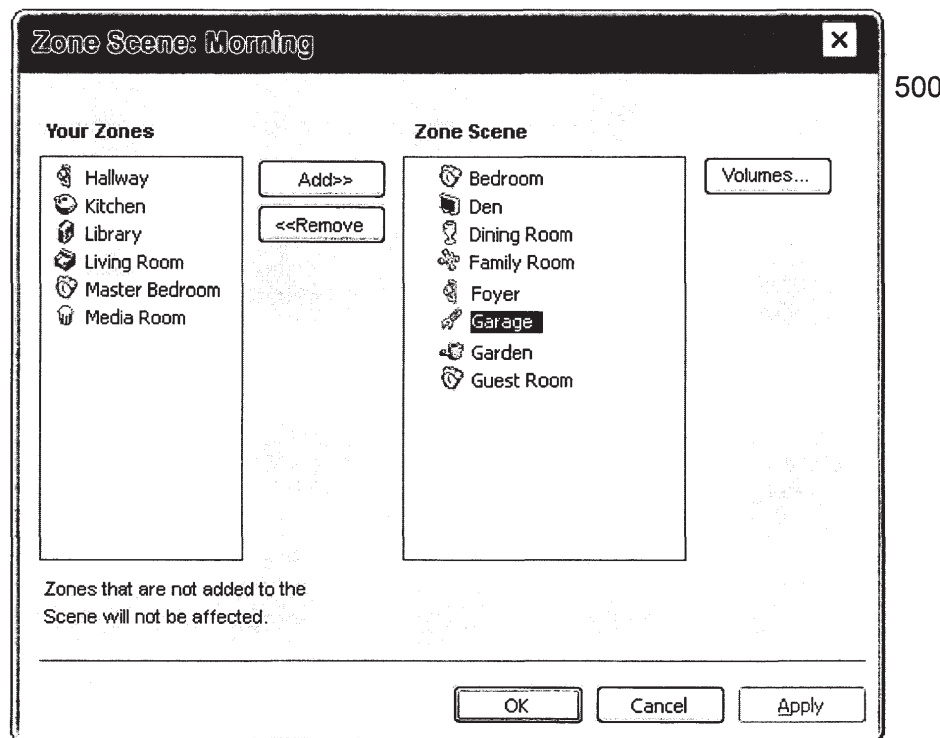 Zone Scene: Morning
500
Your Zones
Hallway
Kitchen
Library
Living Room
Master Bedroom
Media Room
Add>>
<<Remove
Zone Scene
Bedroom
Den
Dining Room
Family Room
Foyer
Garage
Garden
Guest Room
Volumes...
Zones that are not added to the
Scene will not be affected.
OK
Cancel
Apply